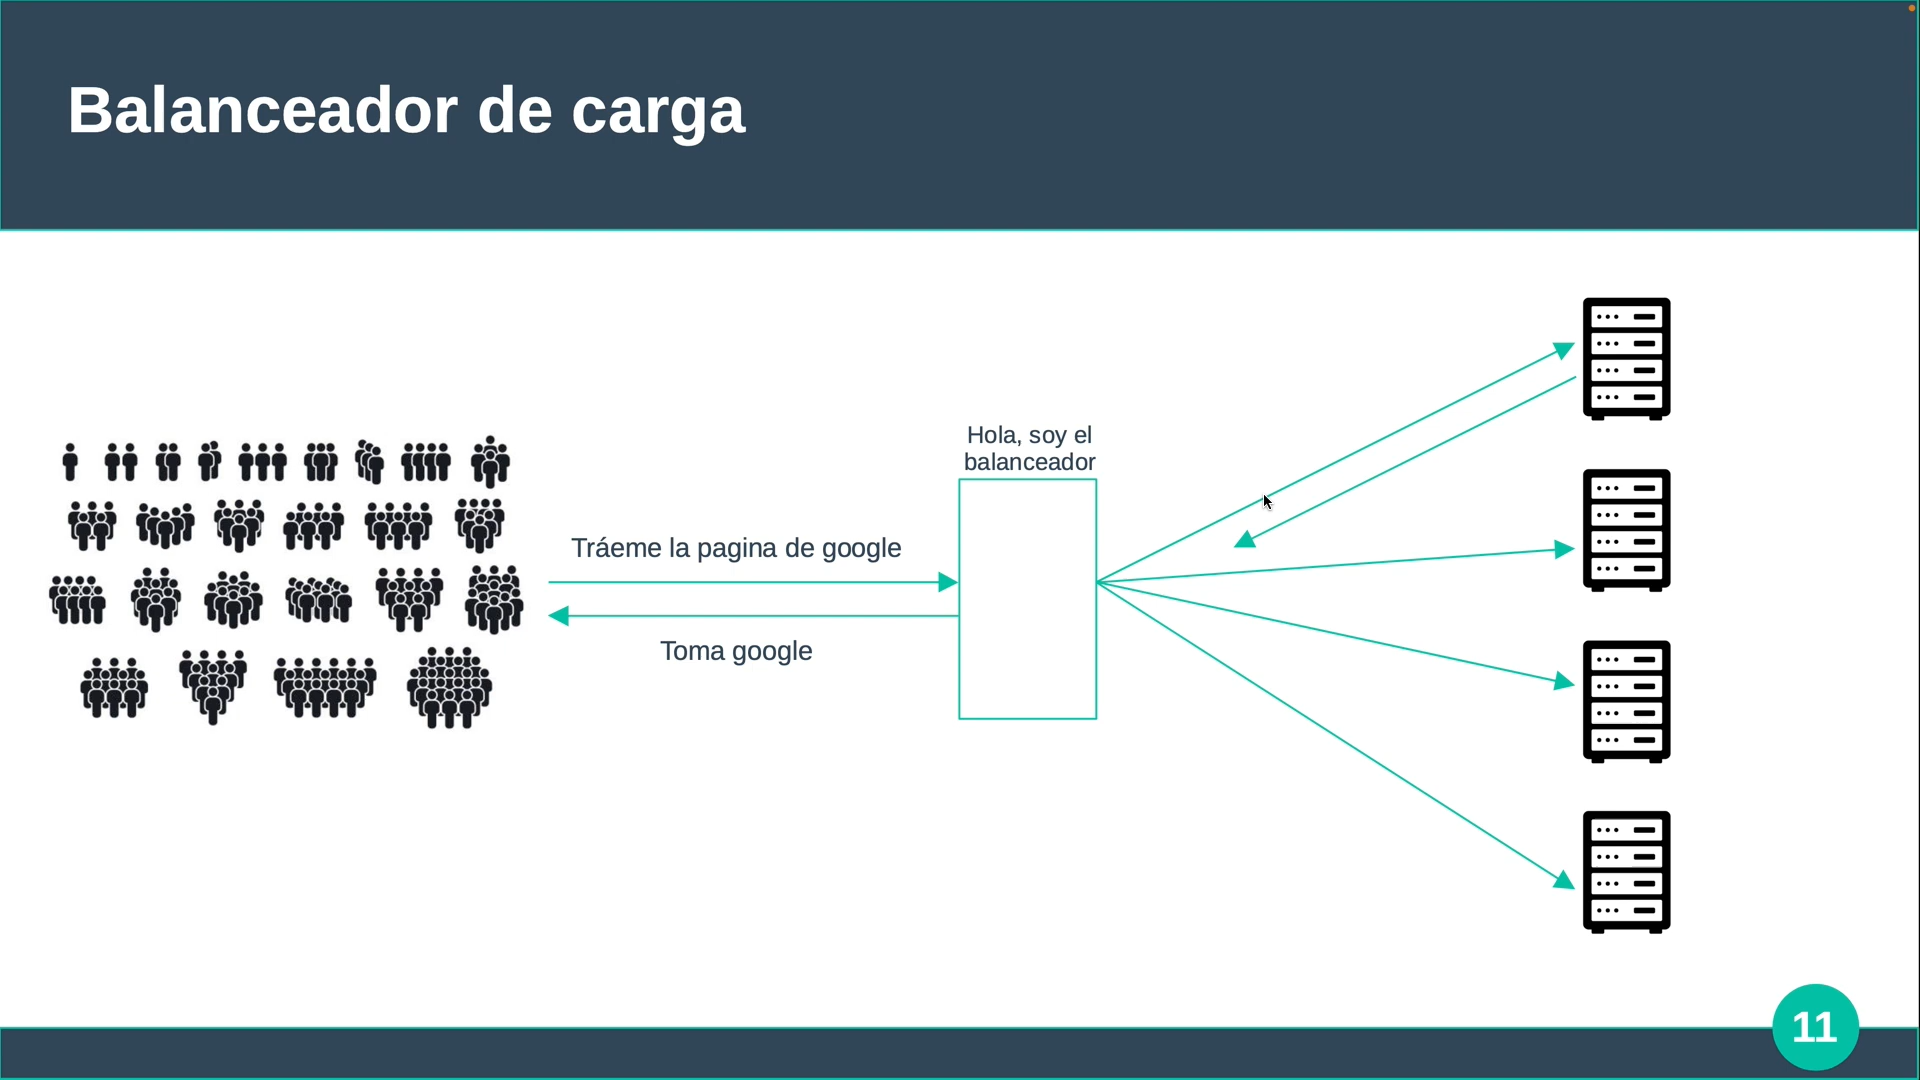 Balanceador de carga
Hola, soy el
balanceador
Tráeme la pagina de google
Toma google
11